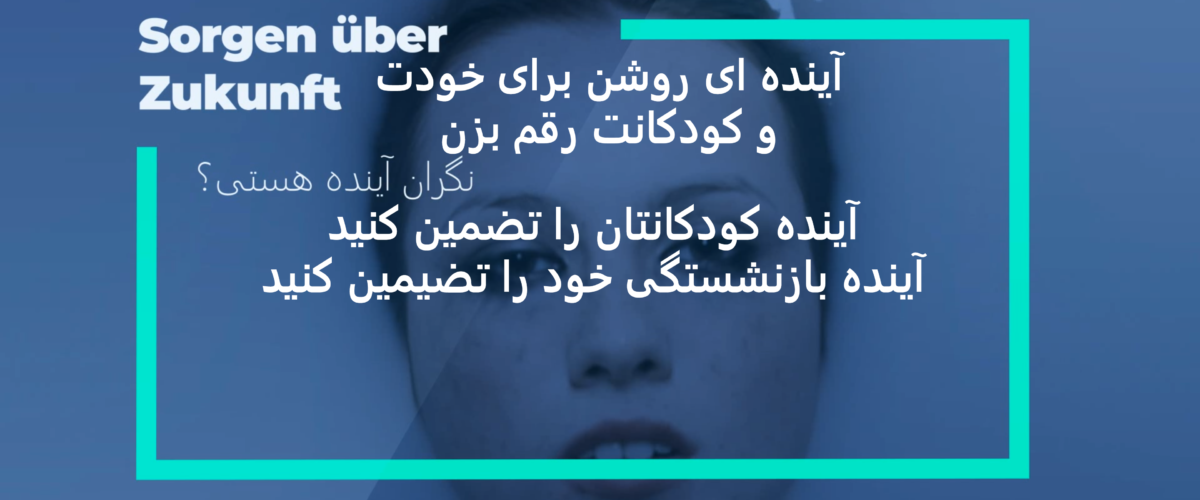 Sorgen über
Zukunft
آینده ای روشن برای خودت
و کودکانت رقم بزن
نگران آینده هستی؟
آینده کودکانتان را تضمین کنید
آینده بازنشستگی خود را تضیمین کنید